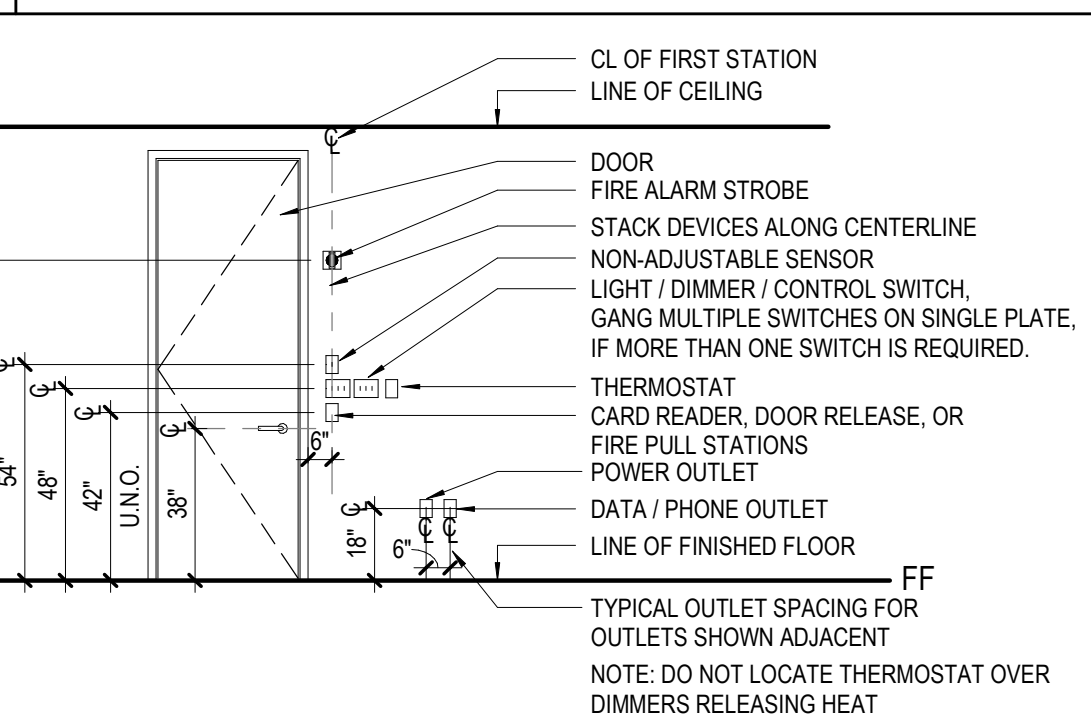 CL OF FIRST STATION
LINE OF CEILING
DOOR
FIRE ALARM STROBE
STACK DEVICES ALONG CENTERLINE
NON-ADJUSTABLE SENSOR
LIGHT / DIMMER / CONTROL SWITCH,
GANG MULTIPLE SWITCHES ON SINGLE PLATE,
IF MORE THAN ONE SWITCH IS REQUIRED.
THERMOSTAT
CARD READER, DOOR RELEASE, OR
FIRE PULL STATIONS
POWER OUTLET
DATA / PHONE OUTLET
LINE OF FINISHED FLOOR
FF
TYPICAL OUTLET SPACING FOR
OUTLETS SHOWN ADJACENT
NOTE: DO NOT LOCATE THERMOSTAT OVER
DIMMERS RELEASING HEAT
54"
48"
42"
U.N.O.
38"
6"
18"
6"
℄
℄
℄
℄
℄
℄
℄
℄